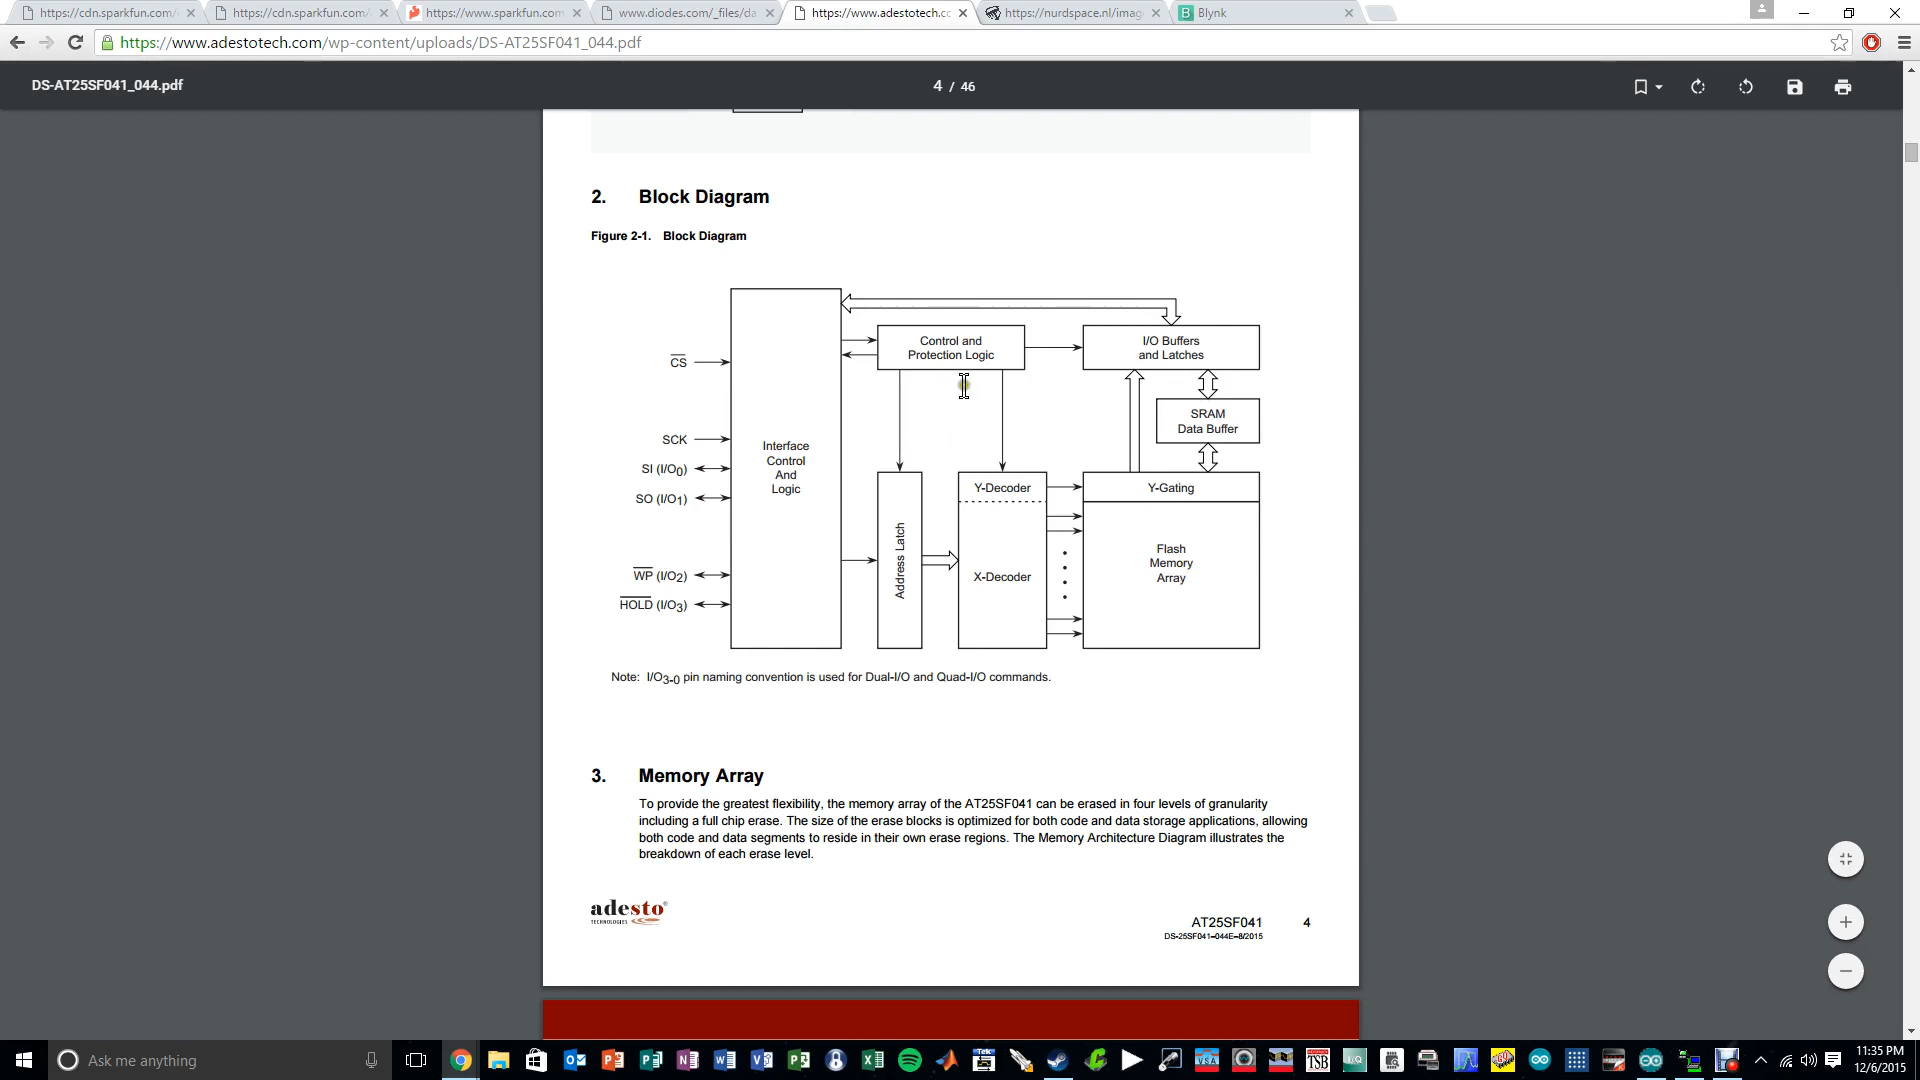 https://cdn.sparkfun.com/
https://cdn.sparkfun.com/
https://www.sparkfun.com
www.diodes.com/_files/da
https://www.adestotech.co
https://nurdspace.nl/imag
Blynk
https://www.adestotech.com/wp-content/uploads/DS-AT25SF041_044.pdf
DS-AT25SF041_044.pdf
4 / 46
2. Block Diagram
Figure 2-1. Block Diagram
CS
SCK
SI (I/O0)
SO (I/O1)
WP (I/O2)
HOLD (I/O3)
Interface
Control
And
Logic
Control and
Protection Logic
I/O Buffers
and Latches
SRAM
Data Buffer
Address Latch
Y-Decoder
X-Decoder
Y-Gating
Flash
Memory
Array
Note: I/O3-0 pin naming convention is used for Dual-I/O and Quad-I/O commands.
3. Memory Array
To provide the greatest flexibility, the memory array of the AT25SF041 can be erased in four levels of granularity
including a full chip erase. The size of the erase blocks is optimized for both code and data storage applications, allowing
both code and data segments to reside in their own erase regions. The Memory Architecture Diagram illustrates the
breakdown of each erase level.
adesto
TECHNOLOGIES
AT25SF041 4
DS-25SF041–044E–8/2015
Ask me anything
11:35 PM
12/6/2015